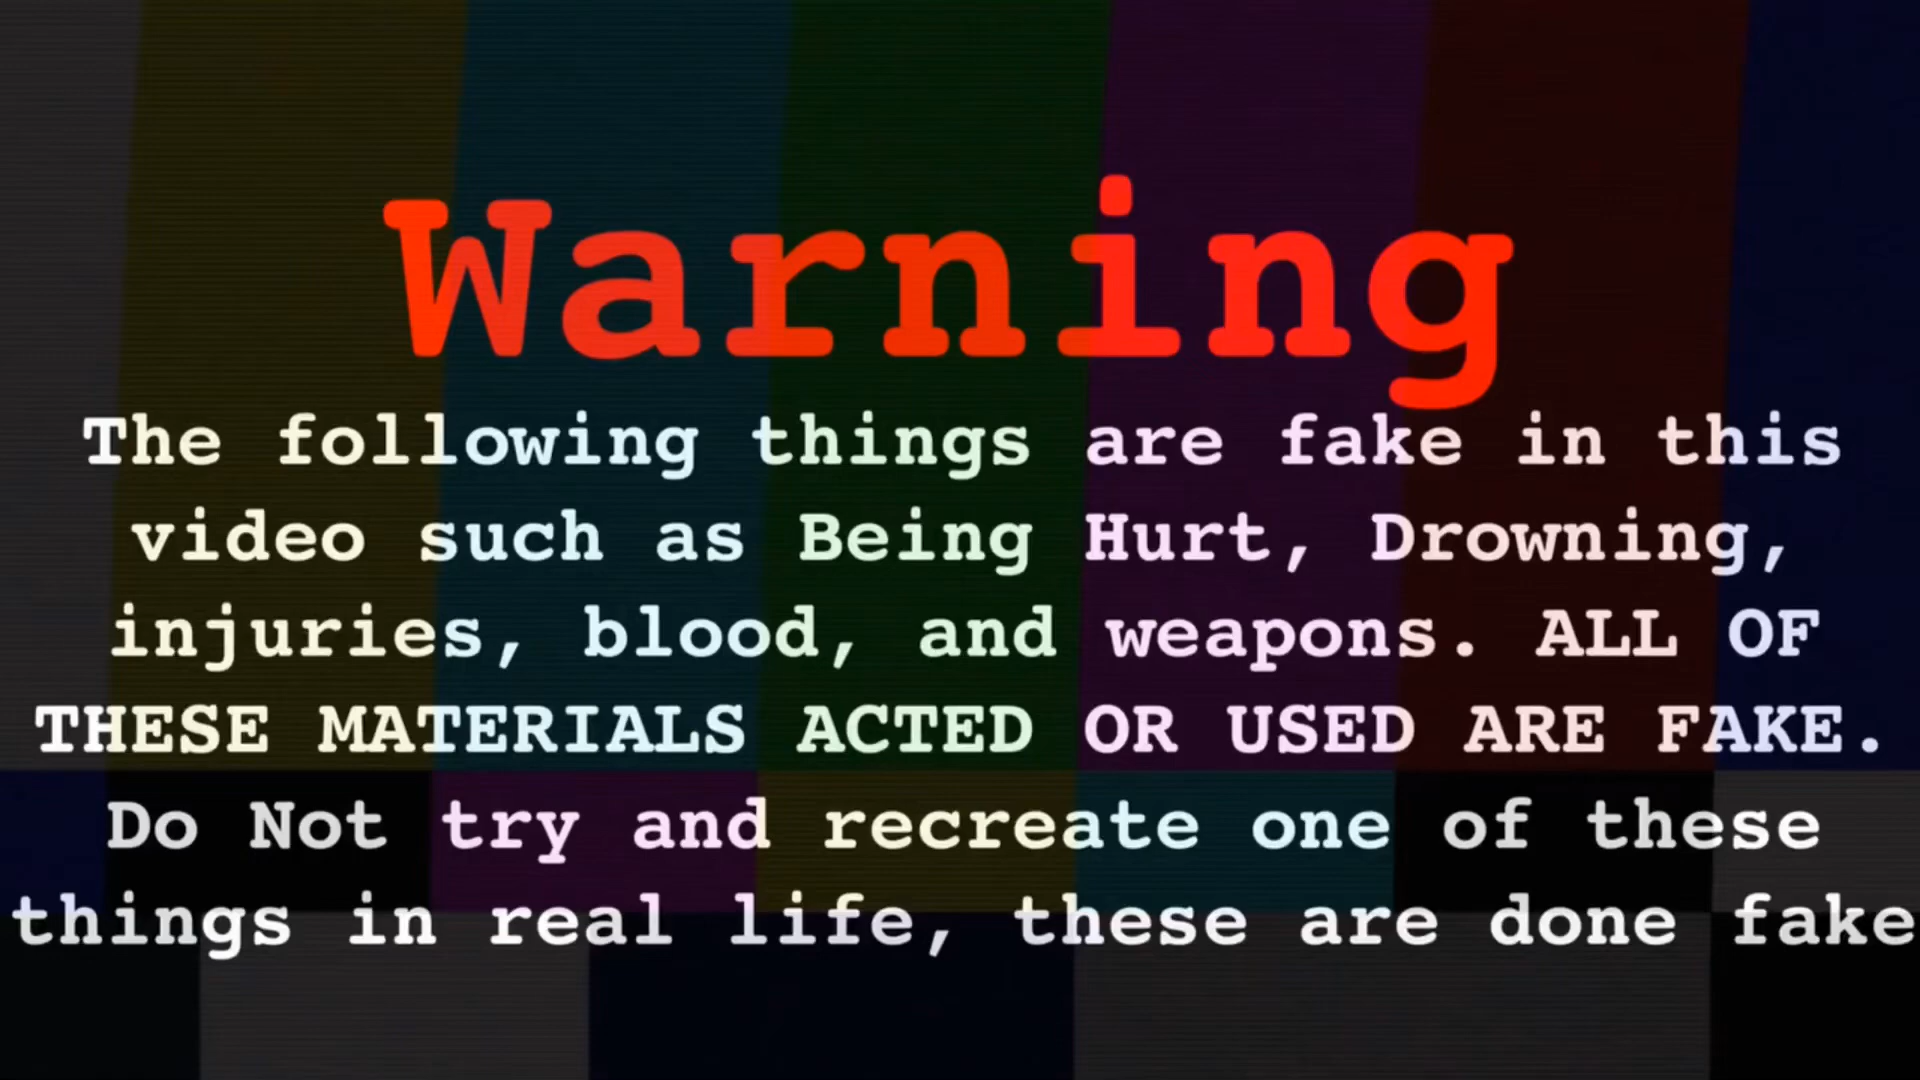 Warning
The following things are fake in this
video such as Being Hurt, Drowning,
injuries, blood, and weapons. ALL OF
THESE MATERIALS ACTED OR USED ARE FAKE.
Do Not try and recreate one of these
things in real life, these are done fake